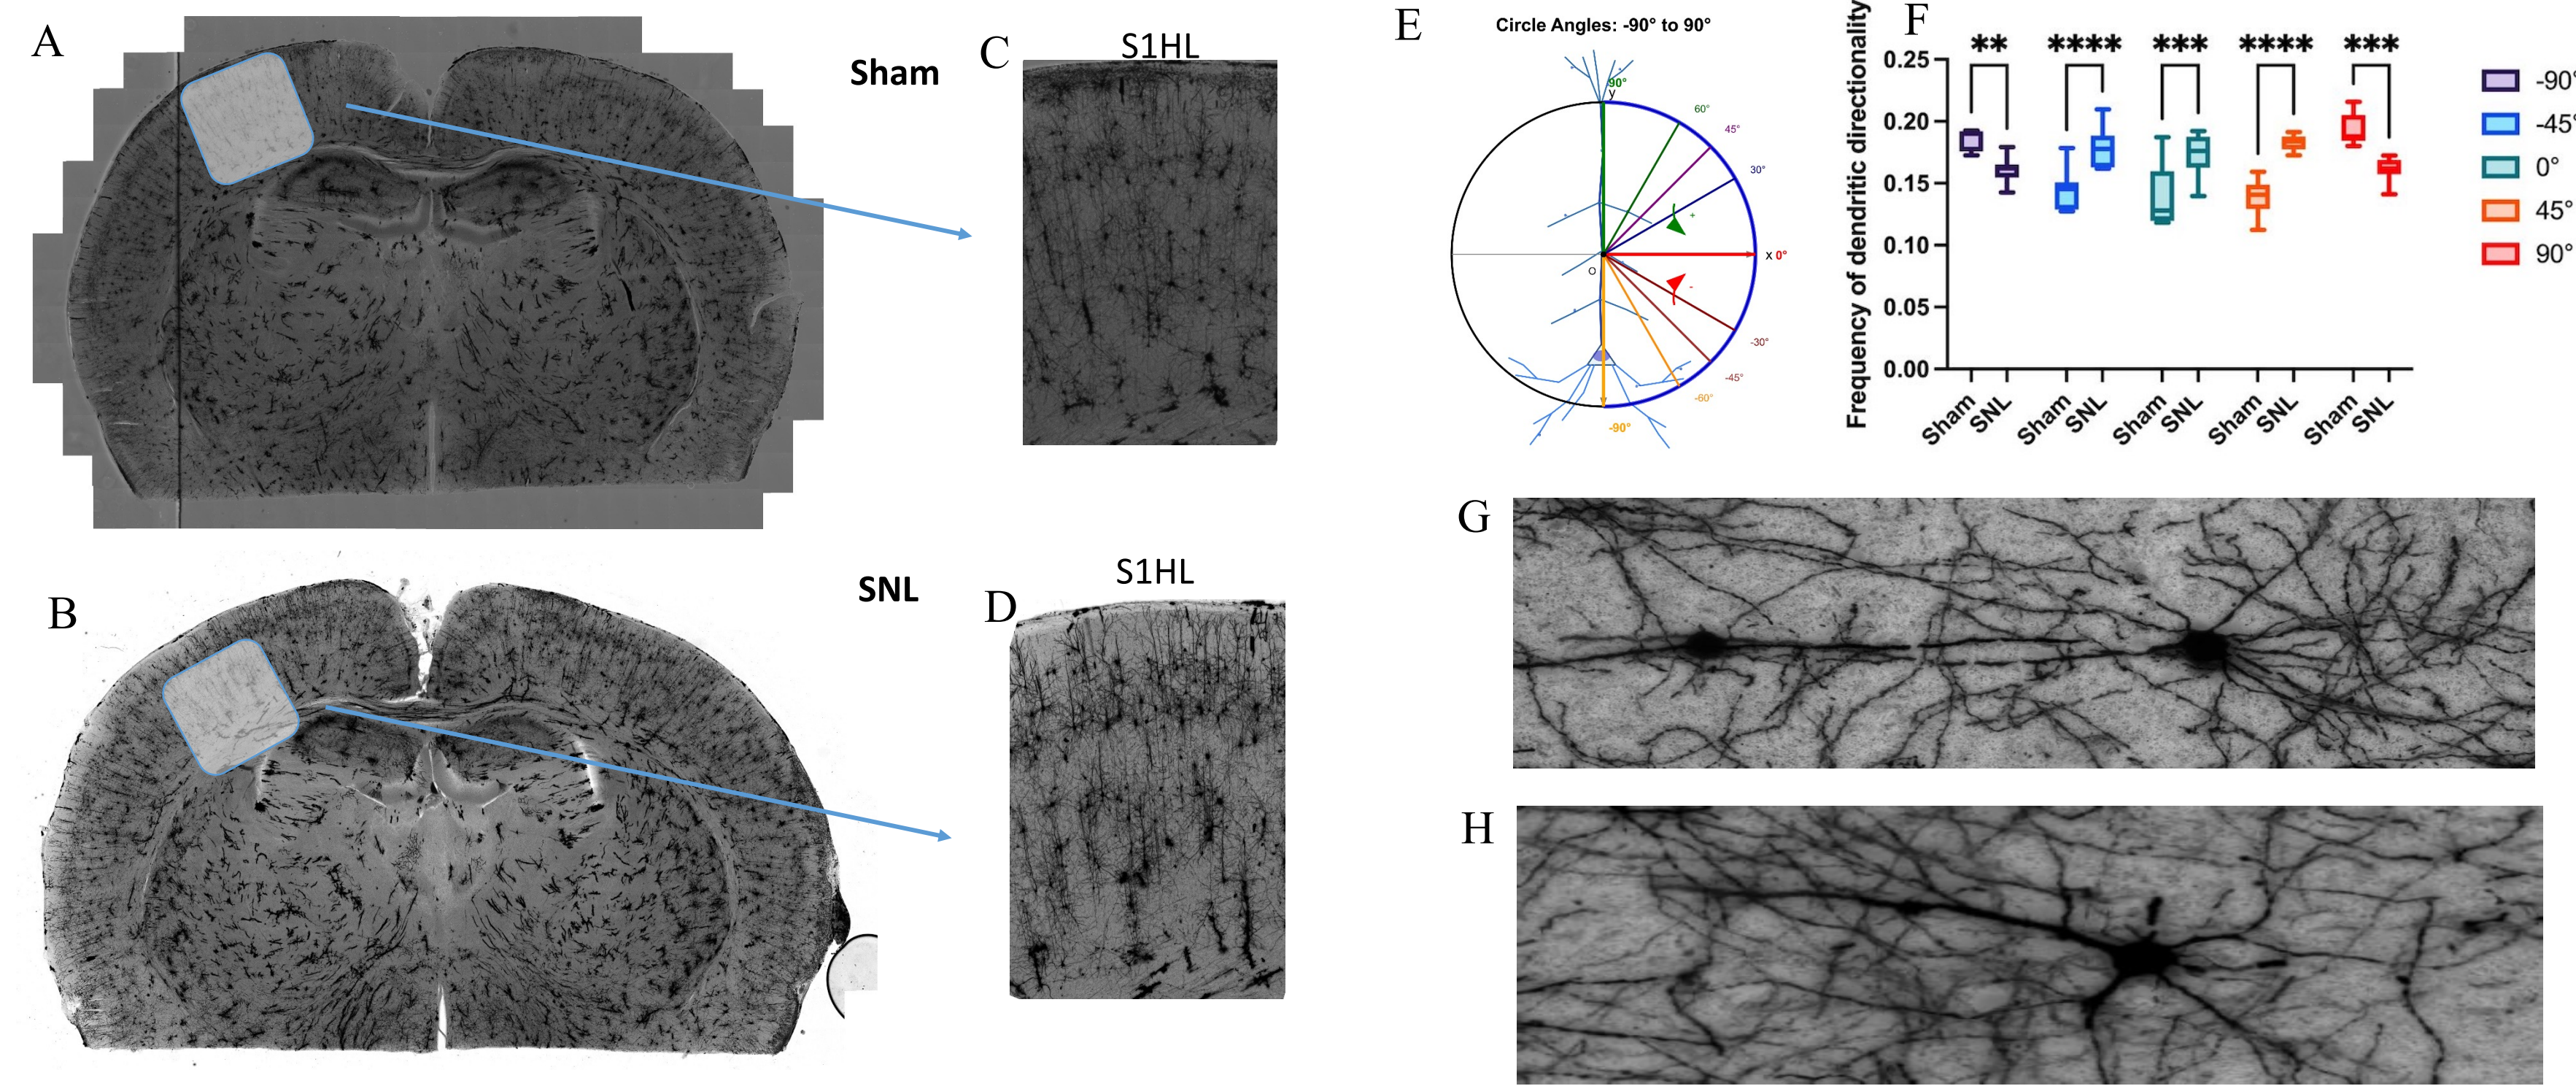 A
Sham
C
S1HL
B
SNL
D
S1HL
E
Circle Angles: -90° to 90°
90°
y
60°
45°
30°
+
x 0°
O
-
-30°
-45°
-60°
-90°
F
Frequency of dendritic directionality
** **** *** **** ***
0.25
0.20
0.15
0.10
0.05
0.00
Sham SNL Sham SNL Sham SNL Sham SNL Sham SNL
-90°
-45°
0°
45°
90°
G
H